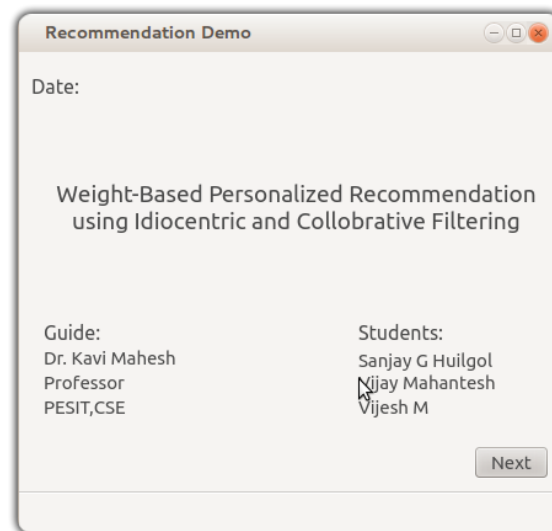 Recommendation Demo
Date:
Weight-Based Personalized Recommendation
using Idiocentric and Collobrative Filtering
Guide:
Dr. Kavi Mahesh
Professor
PESIT,CSE
Students:
Sanjay G Huilgol
Vijay Mahantesh
Vijesh M
Next